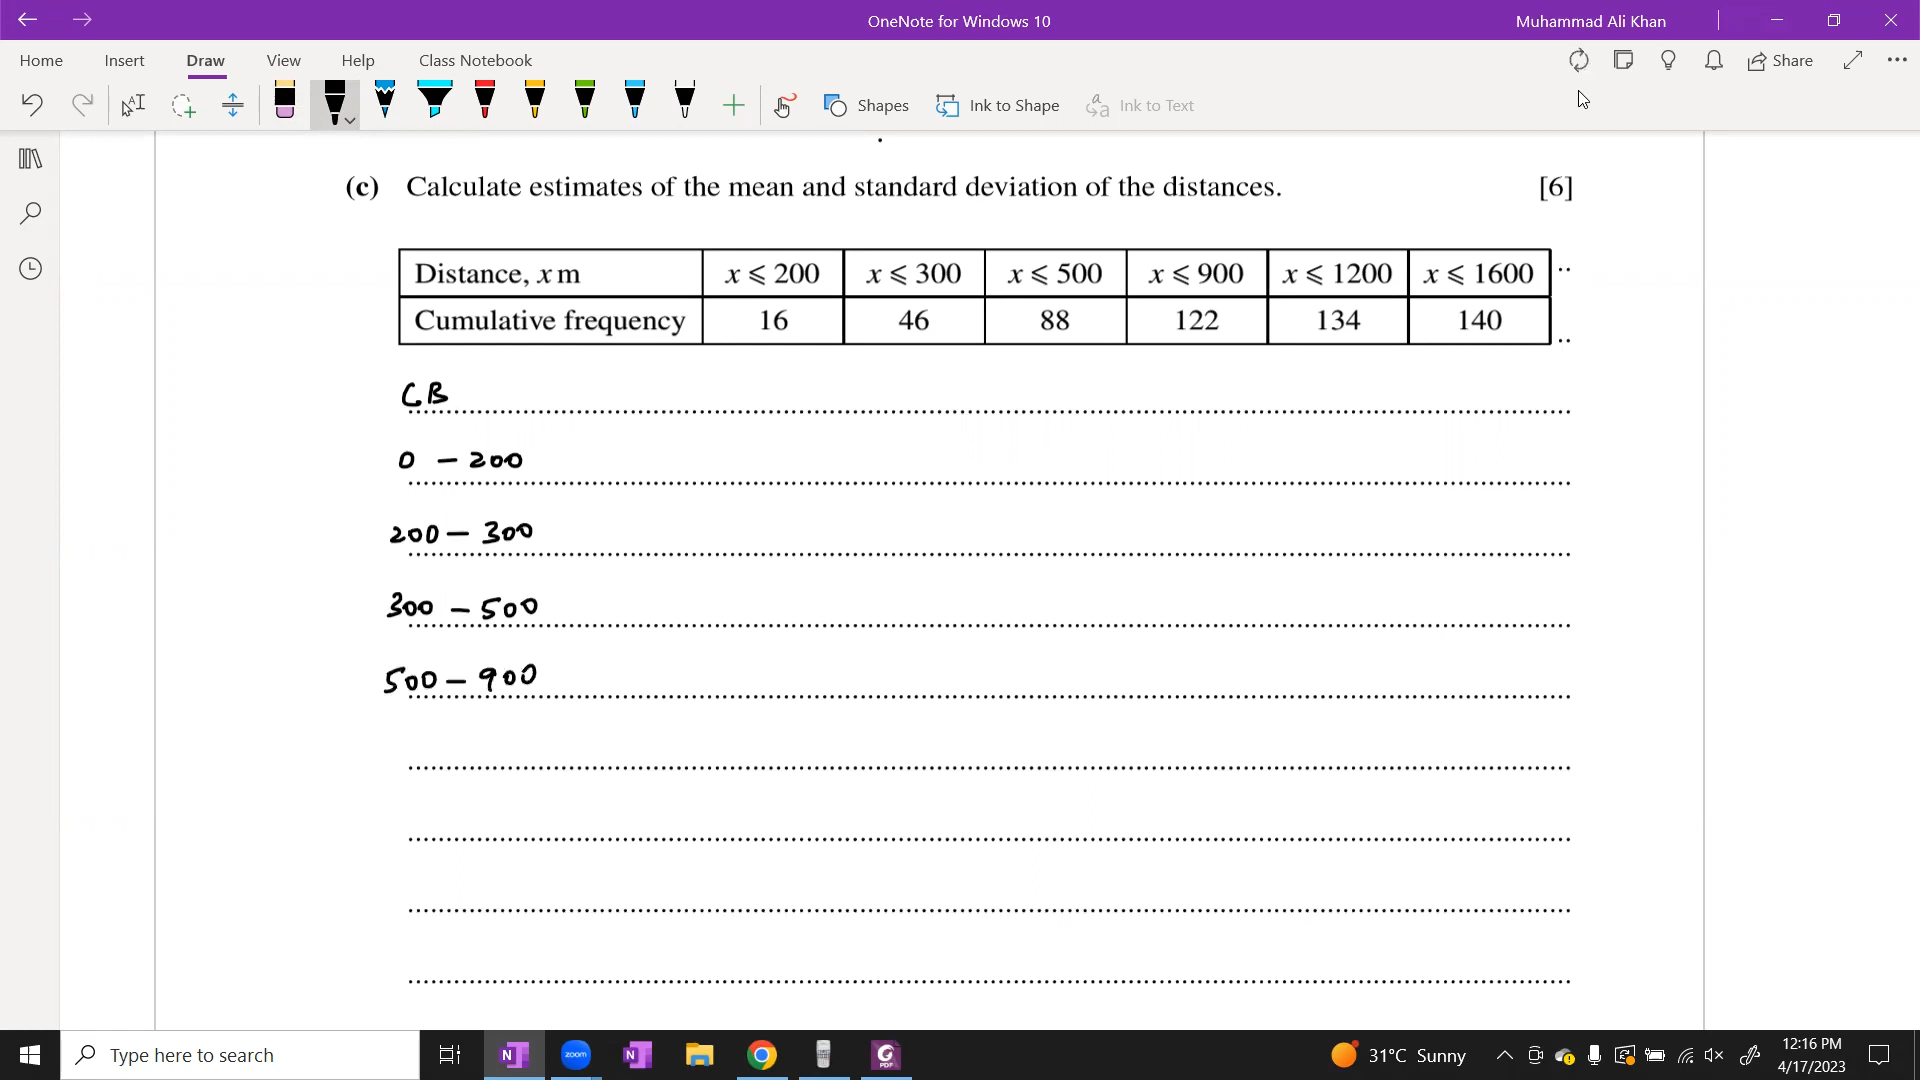 OneNote for Windows 10
Muhammad Ali Khan
Home Insert Draw View Help Class Notebook
Share
Shapes Ink to Shape Ink to Text
(c) Calculate estimates of the mean and standard deviation of the distances. [6]
Distance, x m x ⩽ 200 x ⩽ 300 x ⩽ 500 x ⩽ 900 x ⩽ 1200 x ⩽ 1600
Cumulative frequency 16 46 88 122 134 140
C.B
0 – 200
200 – 300
300 – 500
500 – 900
Type here to search
zoom
PDF
31°C Sunny
12:16 PM
4/17/2023